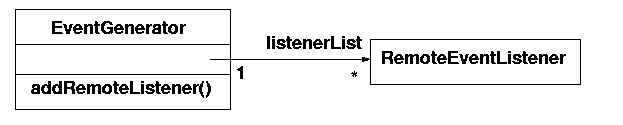 EventGenerator
listenerList
RemoteEventListener
1
*
addRemoteListener()